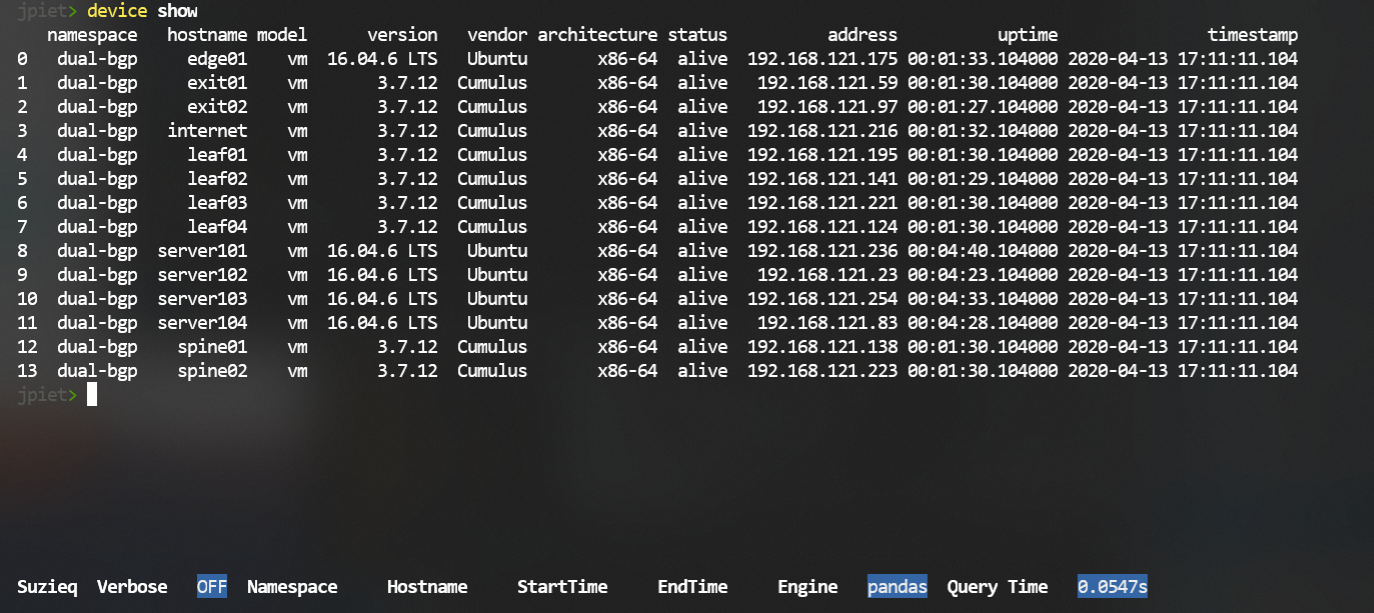 jpiet> device show
namespace hostname model version vendor architecture status address uptime timestamp
0 dual-bgp edge01 vm 16.04.6 LTS Ubuntu x86-64 alive 192.168.121.175 00:01:33.104000 2020-04-13 17:11:11.104
1 dual-bgp exit01 vm 3.7.12 Cumulus x86-64 alive 192.168.121.59 00:01:30.104000 2020-04-13 17:11:11.104
2 dual-bgp exit02 vm 3.7.12 Cumulus x86-64 alive 192.168.121.97 00:01:27.104000 2020-04-13 17:11:11.104
3 dual-bgp internet vm 3.7.12 Cumulus x86-64 alive 192.168.121.216 00:01:32.104000 2020-04-13 17:11:11.104
4 dual-bgp leaf01 vm 3.7.12 Cumulus x86-64 alive 192.168.121.195 00:01:30.104000 2020-04-13 17:11:11.104
5 dual-bgp leaf02 vm 3.7.12 Cumulus x86-64 alive 192.168.121.141 00:01:29.104000 2020-04-13 17:11:11.104
6 dual-bgp leaf03 vm 3.7.12 Cumulus x86-64 alive 192.168.121.221 00:01:30.104000 2020-04-13 17:11:11.104
7 dual-bgp leaf04 vm 3.7.12 Cumulus x86-64 alive 192.168.121.124 00:01:30.104000 2020-04-13 17:11:11.104
8 dual-bgp server101 vm 16.04.6 LTS Ubuntu x86-64 alive 192.168.121.236 00:04:40.104000 2020-04-13 17:11:11.104
9 dual-bgp server102 vm 16.04.6 LTS Ubuntu x86-64 alive 192.168.121.23 00:04:23.104000 2020-04-13 17:11:11.104
10 dual-bgp server103 vm 16.04.6 LTS Ubuntu x86-64 alive 192.168.121.254 00:04:33.104000 2020-04-13 17:11:11.104
11 dual-bgp server104 vm 16.04.6 LTS Ubuntu x86-64 alive 192.168.121.83 00:04:28.104000 2020-04-13 17:11:11.104
12 dual-bgp spine01 vm 3.7.12 Cumulus x86-64 alive 192.168.121.138 00:01:30.104000 2020-04-13 17:11:11.104
13 dual-bgp spine02 vm 3.7.12 Cumulus x86-64 alive 192.168.121.223 00:01:30.104000 2020-04-13 17:11:11.104
jpiet>
Suzieq Verbose OFF Namespace Hostname StartTime EndTime Engine pandas Query Time 0.0547s